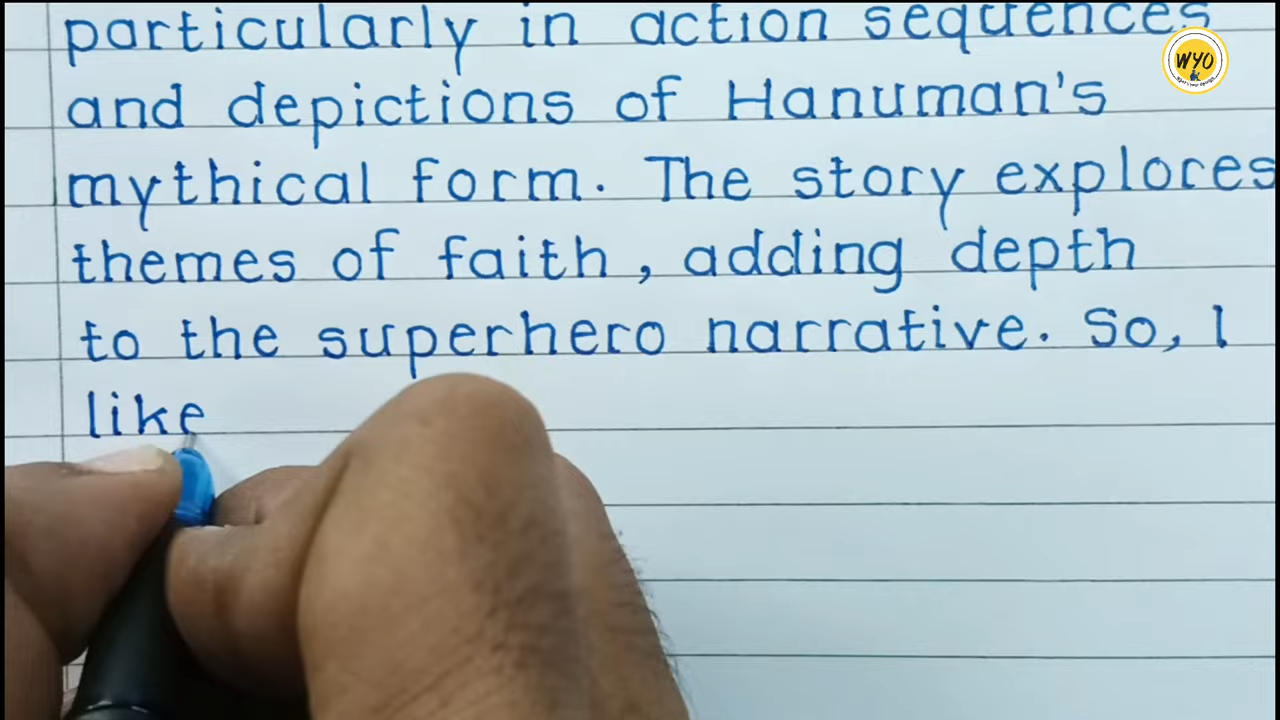 particularly in action sequences
and depictions of Hanuman's
mythical form. The story explores
themes of faith, adding depth
to the superhero narrative. So, I
like
WYO